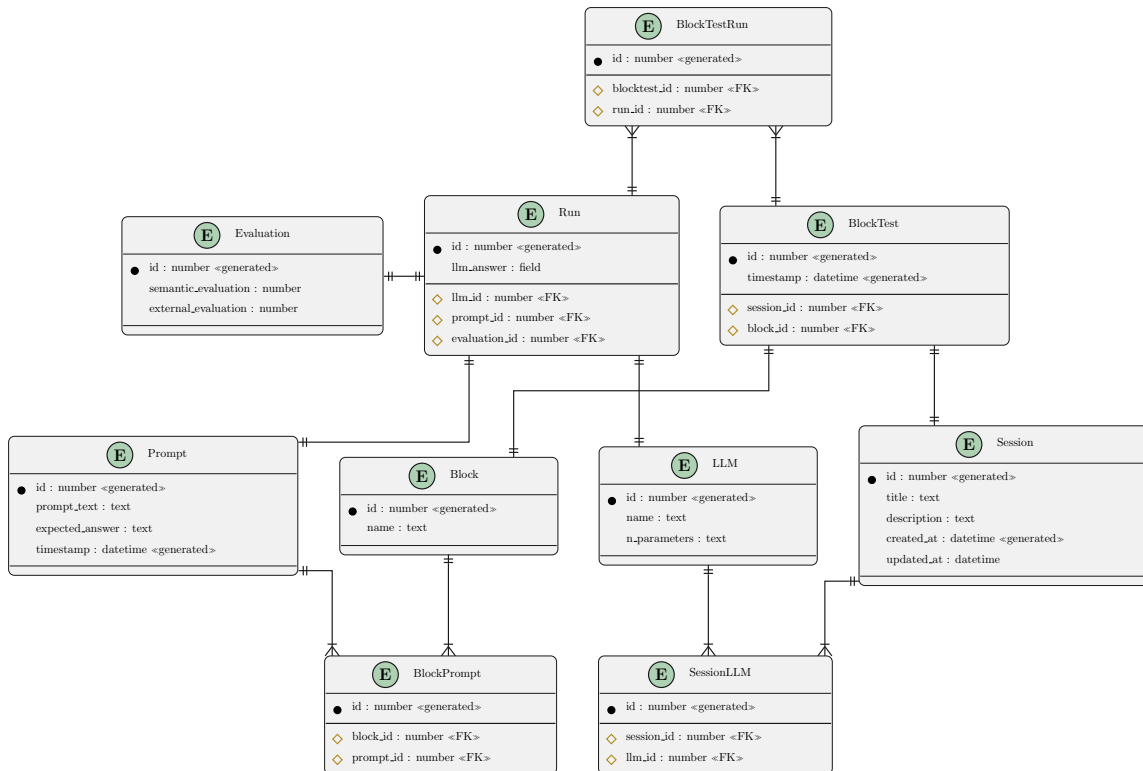 E BlockTestRun
id : number «generated»
blocktest_id : number «FK»
run_id : number «FK»
E Evaluation
id : number «generated»
semantic_evaluation : number
external_evaluation : number
E Run
id : number «generated»
llm_answer : field
llm_id : number «FK»
prompt_id : number «FK»
evaluation_id : number «FK»
E BlockTest
id : number «generated»
timestamp : datetime «generated»
session_id : number «FK»
block_id : number «FK»
E Prompt
id : number «generated»
prompt_text : text
expected_answer : text
timestamp : datetime «generated»
E Block
id : number «generated»
name : text
E LLM
id : number «generated»
name : text
n_parameters : text
E Session
id : number «generated»
title : text
description : text
created_at : datetime «generated»
updated_at : datetime
E BlockPrompt
id : number «generated»
block_id : number «FK»
prompt_id : number «FK»
E SessionLLM
id : number «generated»
session_id : number «FK»
llm_id : number «FK»